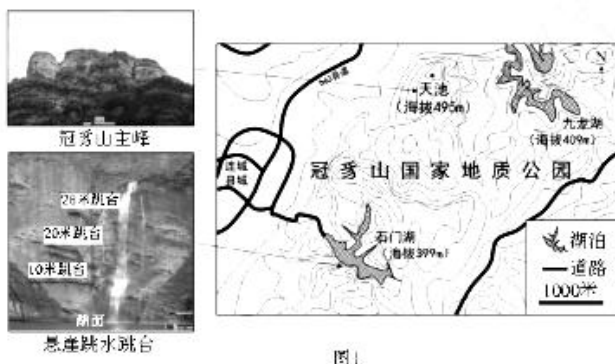 冠豸山主峰
28米跳台
20米跳台
10米跳台
湖面
悬崖跳水跳台
天池
(海拔495m)
九龙湖
(海拔409m)
连城
县城
冠豸山国家地质公园
石门湖
(海拔399m)
湖泊
道路
1000米
图1